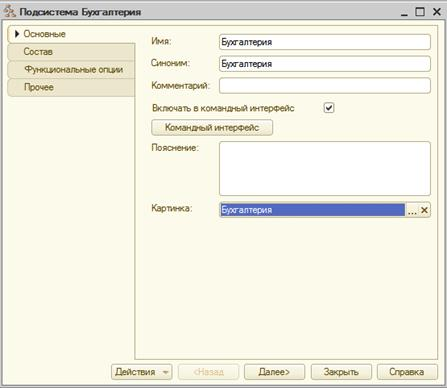 Подсистема Бухгалтерия
Основные
Состав
Функциональные опции
Прочее
Имя: Бухгалтерия
Синоним: Бухгалтерия
Комментарий:
Включать в командный интерфейс
Командный интерфейс
Пояснение:
Картинка: Бухгалтерия ...
Действия <Назад Далее> Закрыть Справка